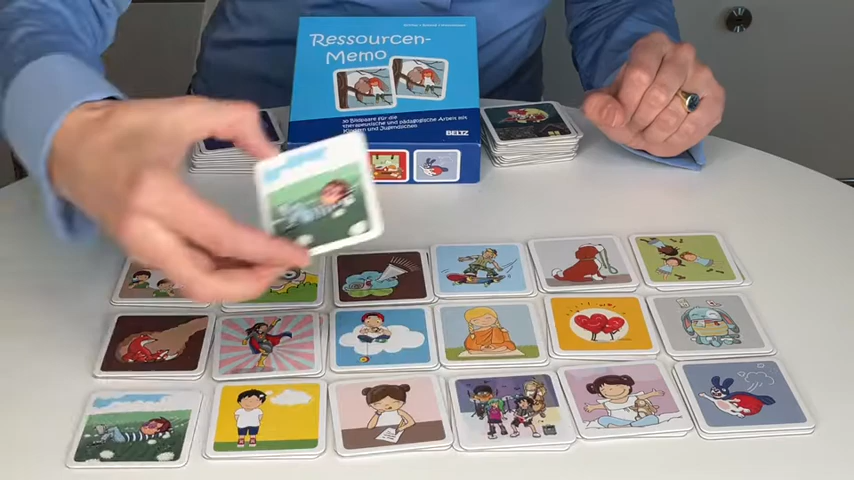 Ressourcen-
Memo
30 Bildpaare für die
therapeutische und pädagogische Arbeit mit
Kindern und Jugendlichen
BELTZ